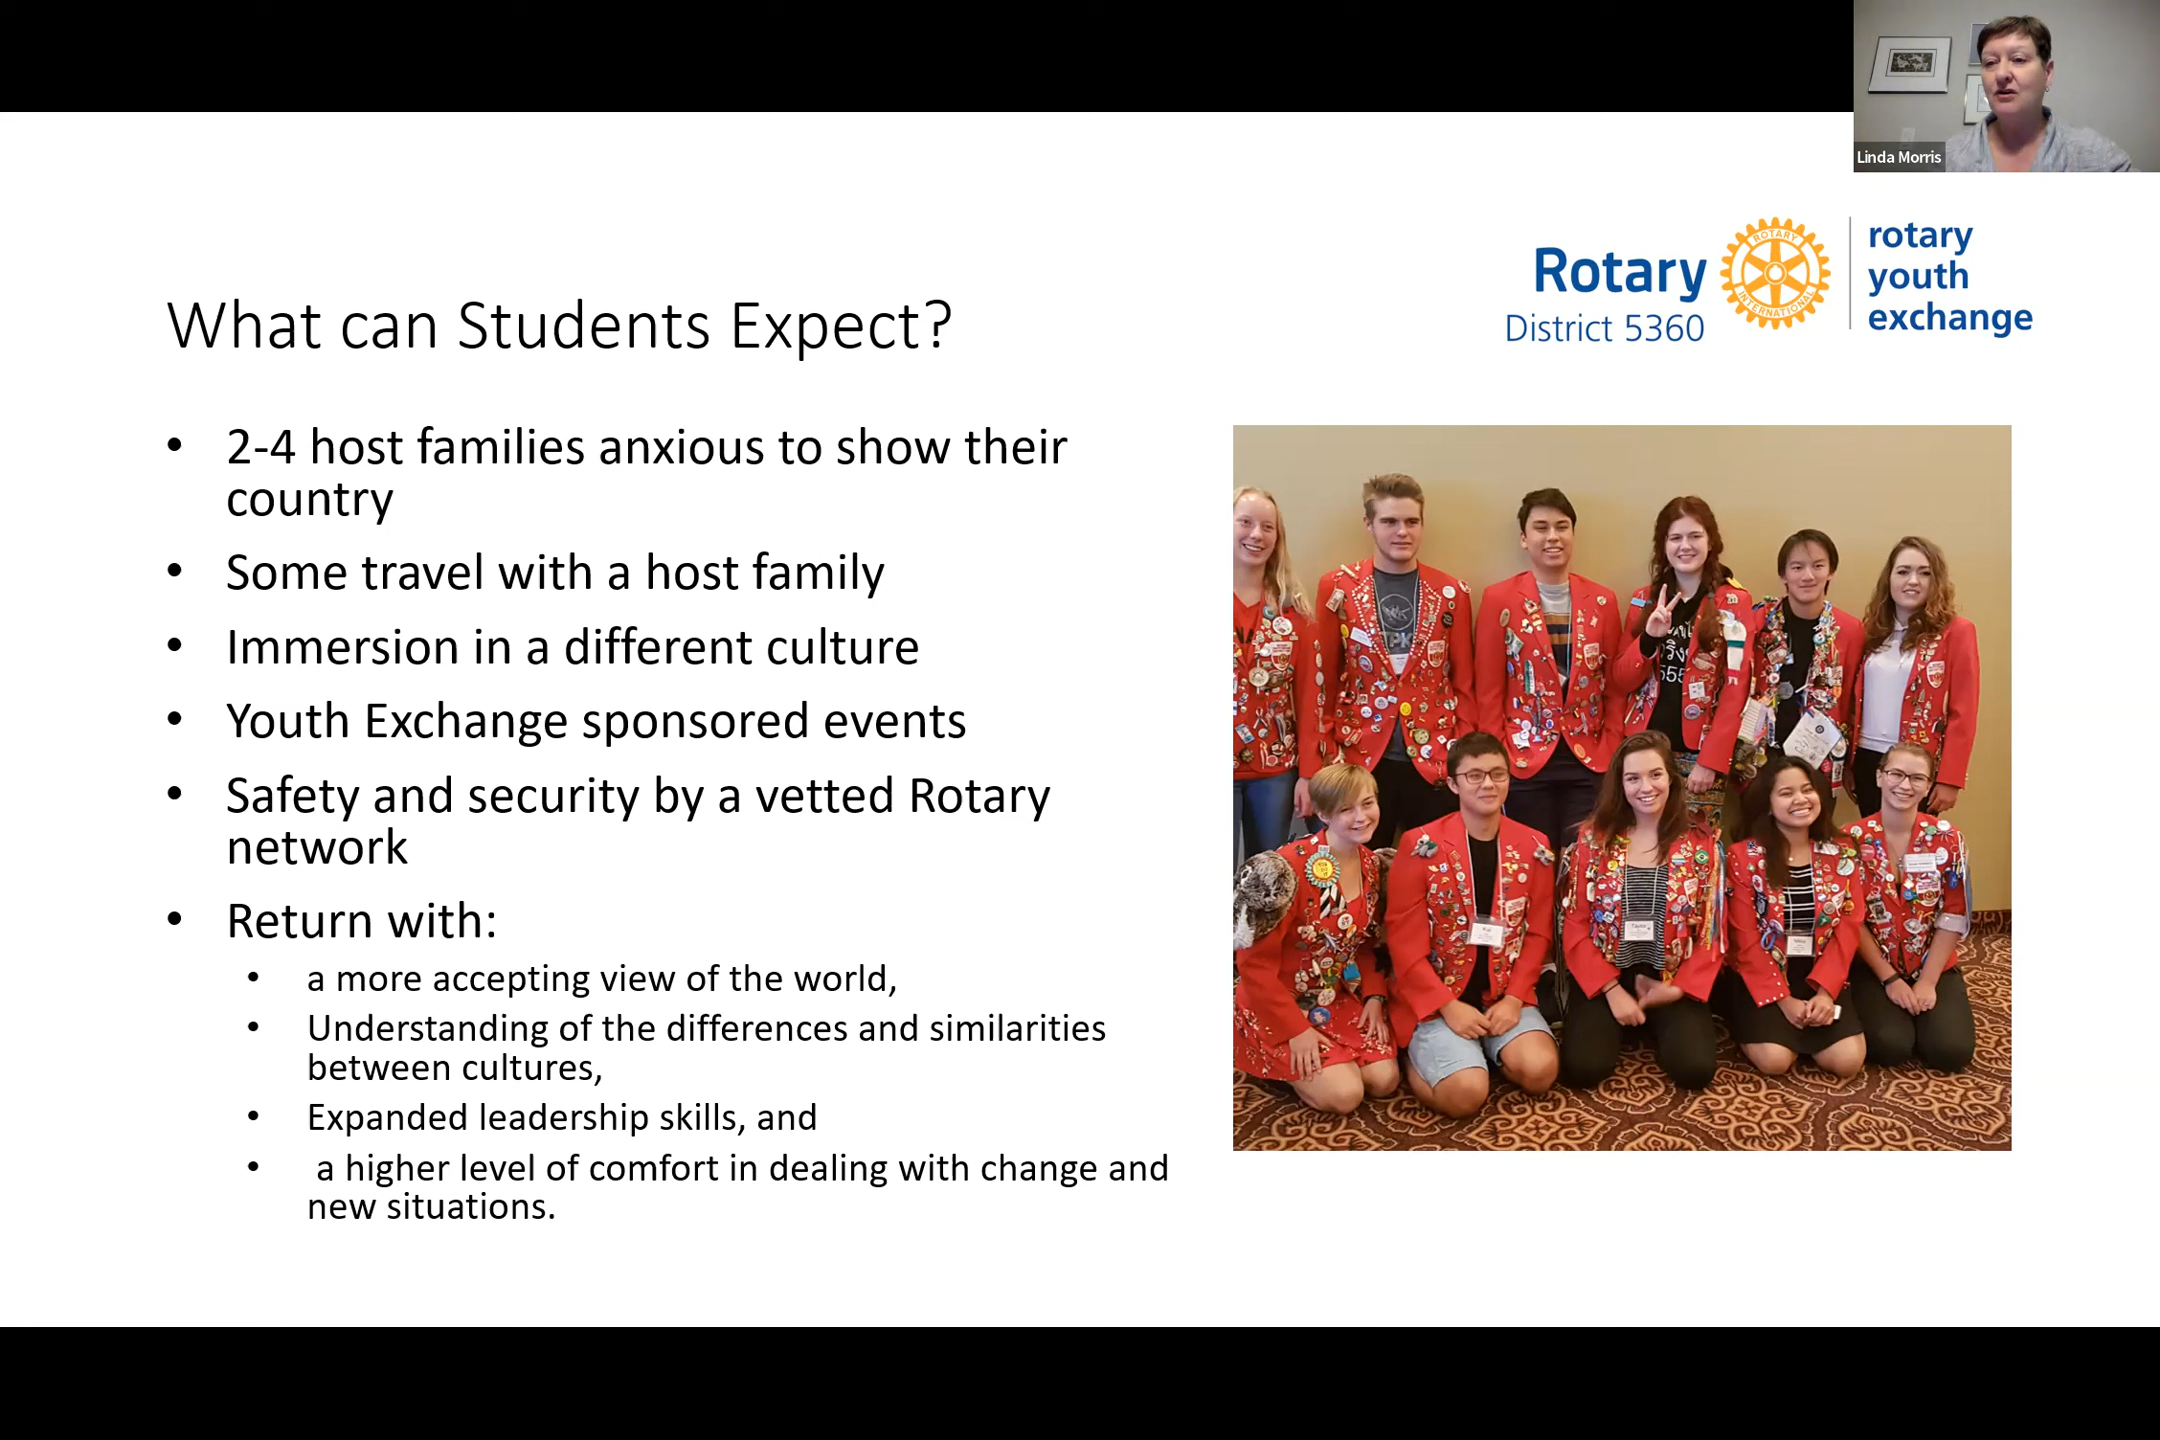 Linda Morris
Rotary
District 5360
ROTARY
INTERNATIONAL
rotary
youth
exchange
What can Students Expect?
• 2-4 host families anxious to show their
country
• Some travel with a host family
• Immersion in a different culture
• Youth Exchange sponsored events
• Safety and security by a vetted Rotary
network
• Return with:
• a more accepting view of the world,
• Understanding of the differences and similarities
between cultures,
• Expanded leadership skills, and
• a higher level of comfort in dealing with change and
new situations.